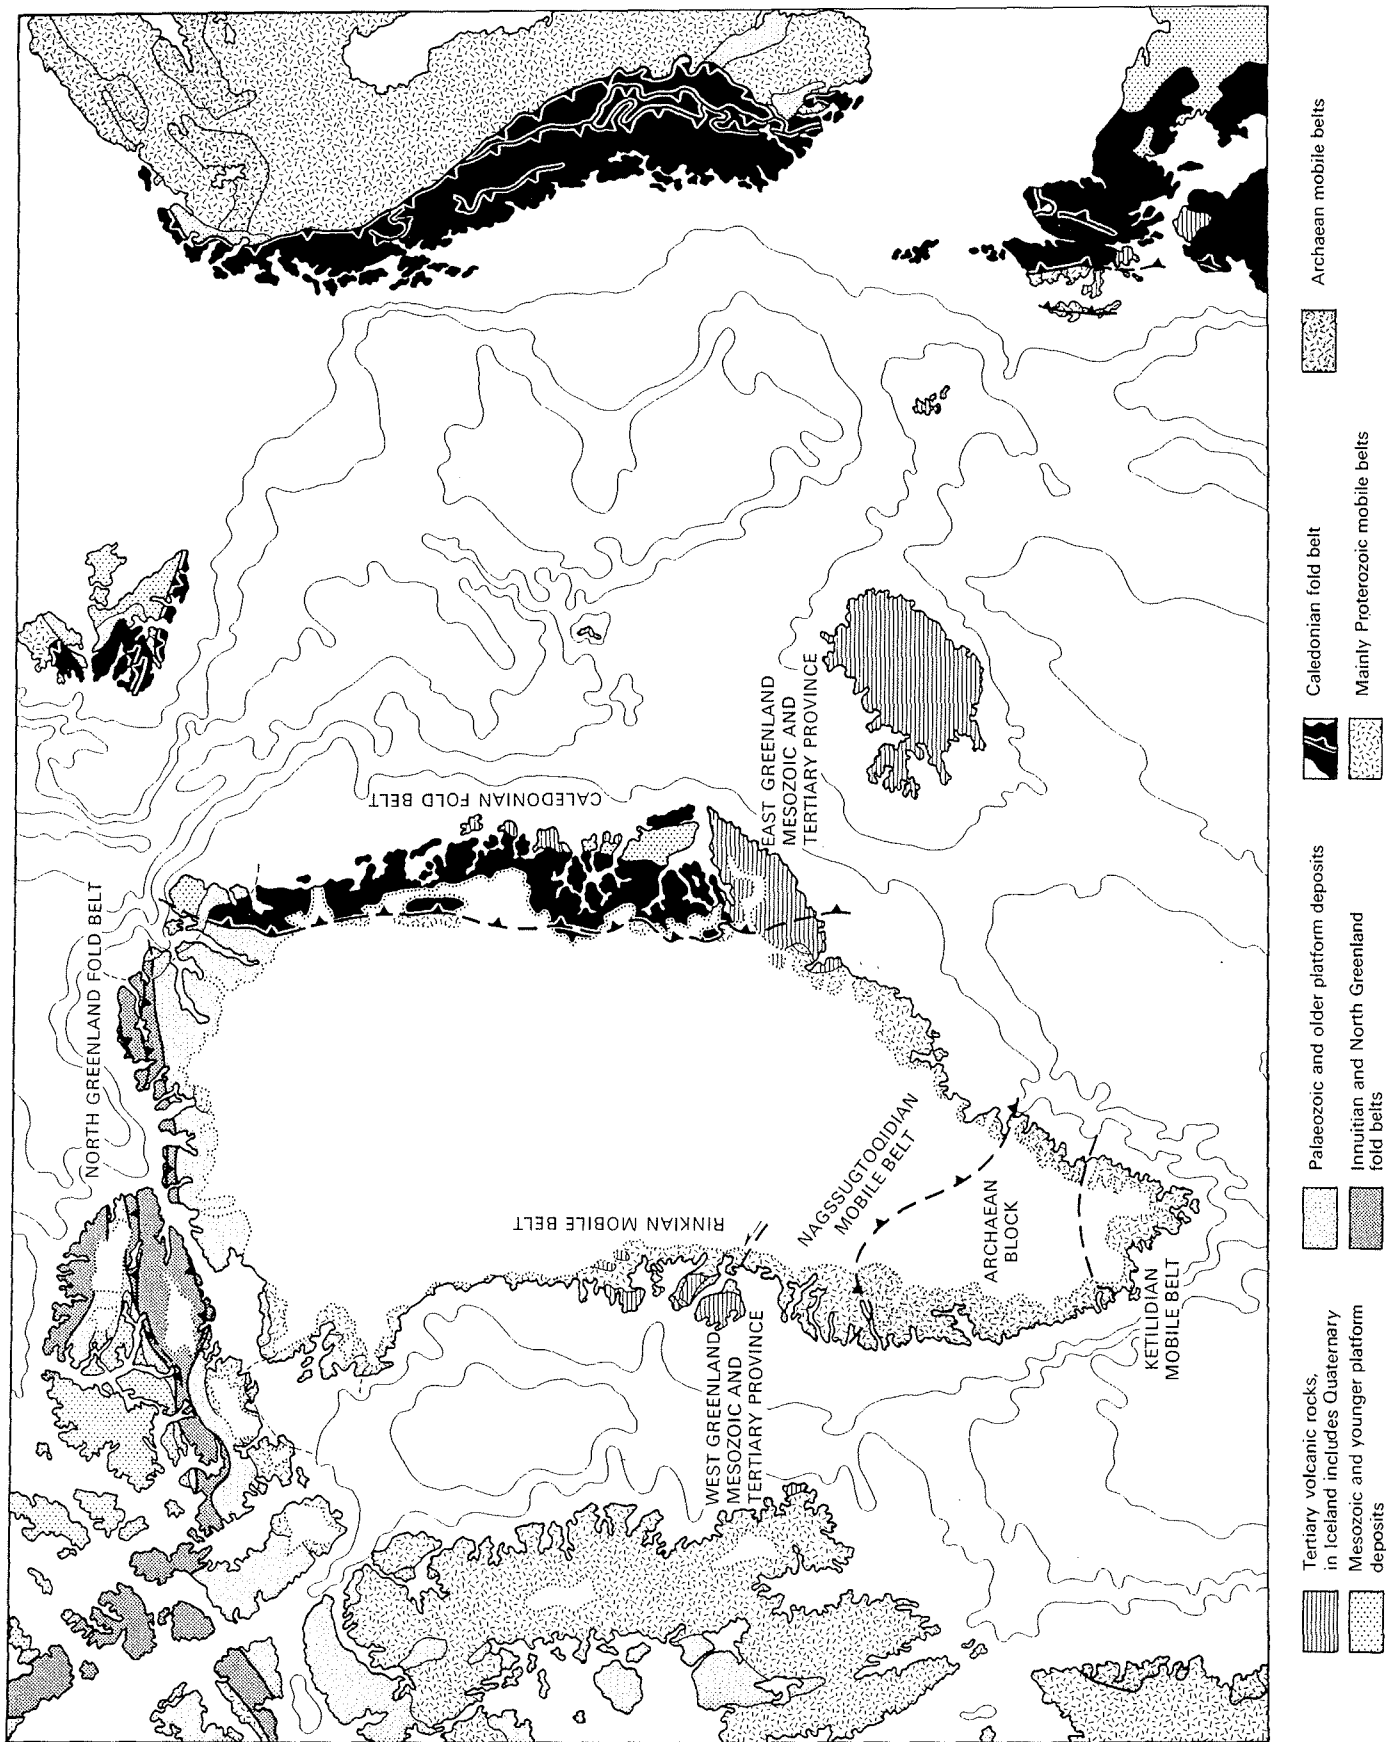 NORTH GREENLAND FOLD BELT
CALEDONIAN FOLD BELT
EAST GREENLAND
MESOZOIC AND
TERTIARY PROVINCE
RINKIAN MOBILE BELT
NAGSSUGTOQIDIAN
MOBILE BELT
ARCHAEAN
BLOCK
WEST GREENLAND
MESOZOIC AND
TERTIARY PROVINCE
KETILIDIAN
MOBILE BELT
Tertiary volcanic rocks,
in Iceland includes Quaternary
Mesozoic and younger platform
deposits
Palaeozoic and older platform deposits
Innuitian and North Greenland
fold belts
Caledonian fold belt
Mainly Proterozoic mobile belts
Archaean mobile belts